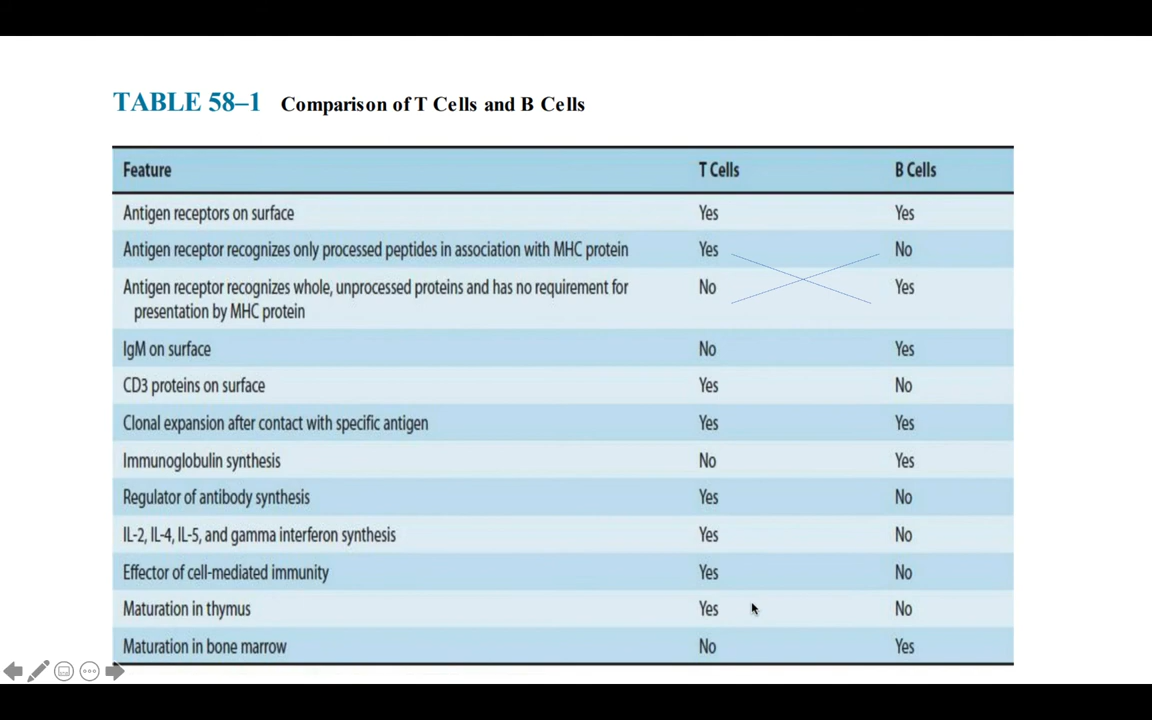 TABLE 58–1 Comparison of T Cells and B Cells
Feature T Cells B Cells
Antigen receptors on surface Yes Yes
Antigen receptor recognizes only processed peptides in association with MHC protein Yes No
Antigen receptor recognizes whole, unprocessed proteins and has no requirement for No Yes
presentation by MHC protein
IgM on surface No Yes
CD3 proteins on surface Yes No
Clonal expansion after contact with specific antigen Yes Yes
Immunoglobulin synthesis No Yes
Regulator of antibody synthesis Yes No
IL-2, IL-4, IL-5, and gamma interferon synthesis Yes No
Effector of cell-mediated immunity Yes No
Maturation in thymus Yes No
Maturation in bone marrow No Yes